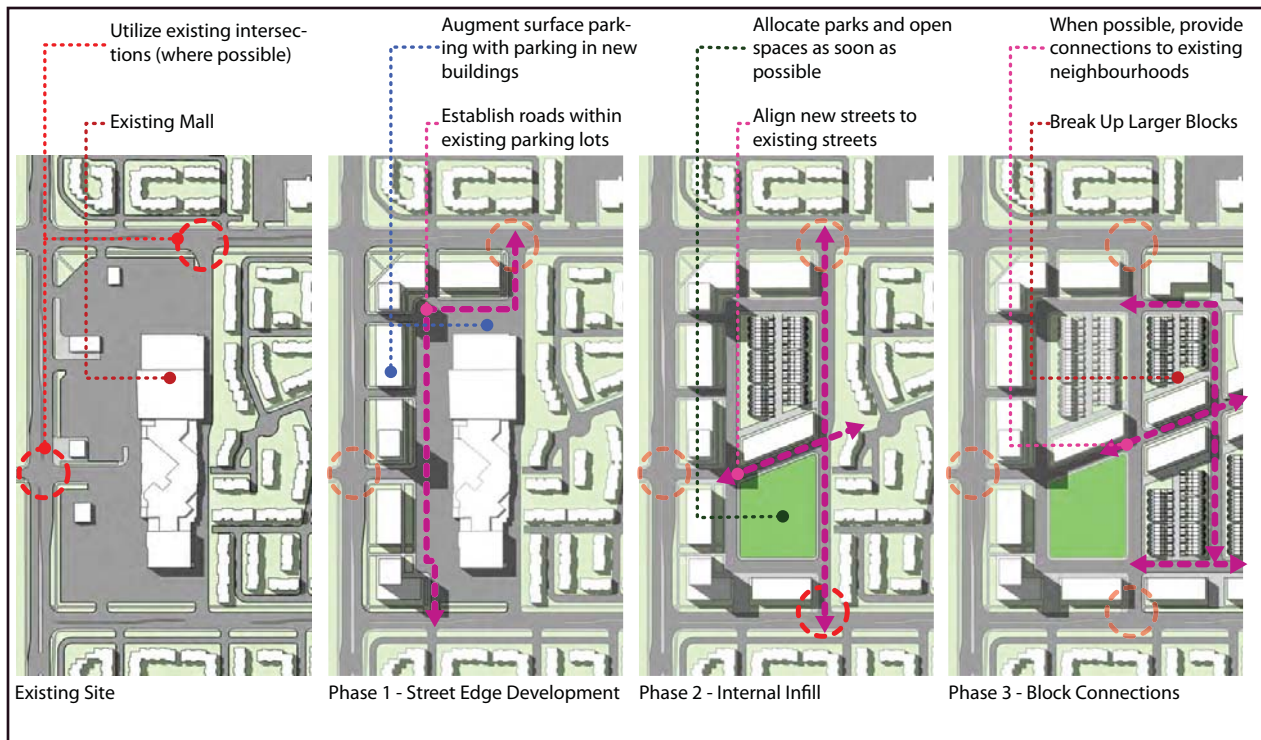 Utilize existing intersec-
tions (where possible)
Existing Mall
Augment surface park-
ing with parking in new
buildings
Establish roads within
existing parking lots
Allocate parks and open
spaces as soon as
possible
Align new streets to
existing streets
When possible, provide
connections to existing
neighbourhoods
Break Up Larger Blocks
Existing Site
Phase 1 - Street Edge Development
Phase 2 - Internal Infill
Phase 3 - Block Connections